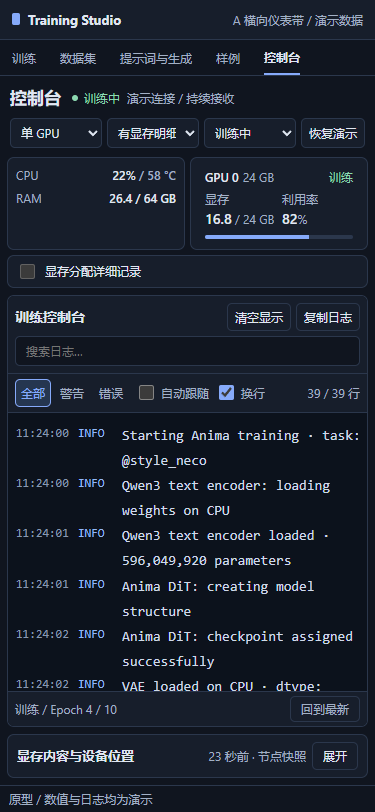 Training Studio A 横向仪表带 / 演示数据
训练 数据集 提示词与生成 样例 控制台
控制台 训练中 演示连接 / 持续接收
单 GPU 有显存明细 训练中 恢复演示
CPU 22% / 58 °C
RAM 26.4 / 64 GB
GPU 0 24 GB 训练
显存 利用率
16.8 / 24 GB 82%
显存分配详细记录
训练控制台 清空显示 复制日志
搜索日志...
全部 警告 错误 自动跟随 换行 39 / 39 行
11:24:00 INFO Starting Anima training · task:
@style_neco
11:24:00 INFO Qwen3 text encoder: loading
weights on CPU
11:24:01 INFO Qwen3 text encoder loaded ·
596,049,920 parameters
11:24:01 INFO Anima DiT: creating model
structure
11:24:02 INFO Anima DiT: checkpoint assigned
successfully
11:24:02 INFO VAE loaded on CPU · dtype:
训练 / Epoch 4 / 10 回到最新
显存内容与设备位置 23 秒前 · 节点快照 展开
原型 / 数值与日志均为演示